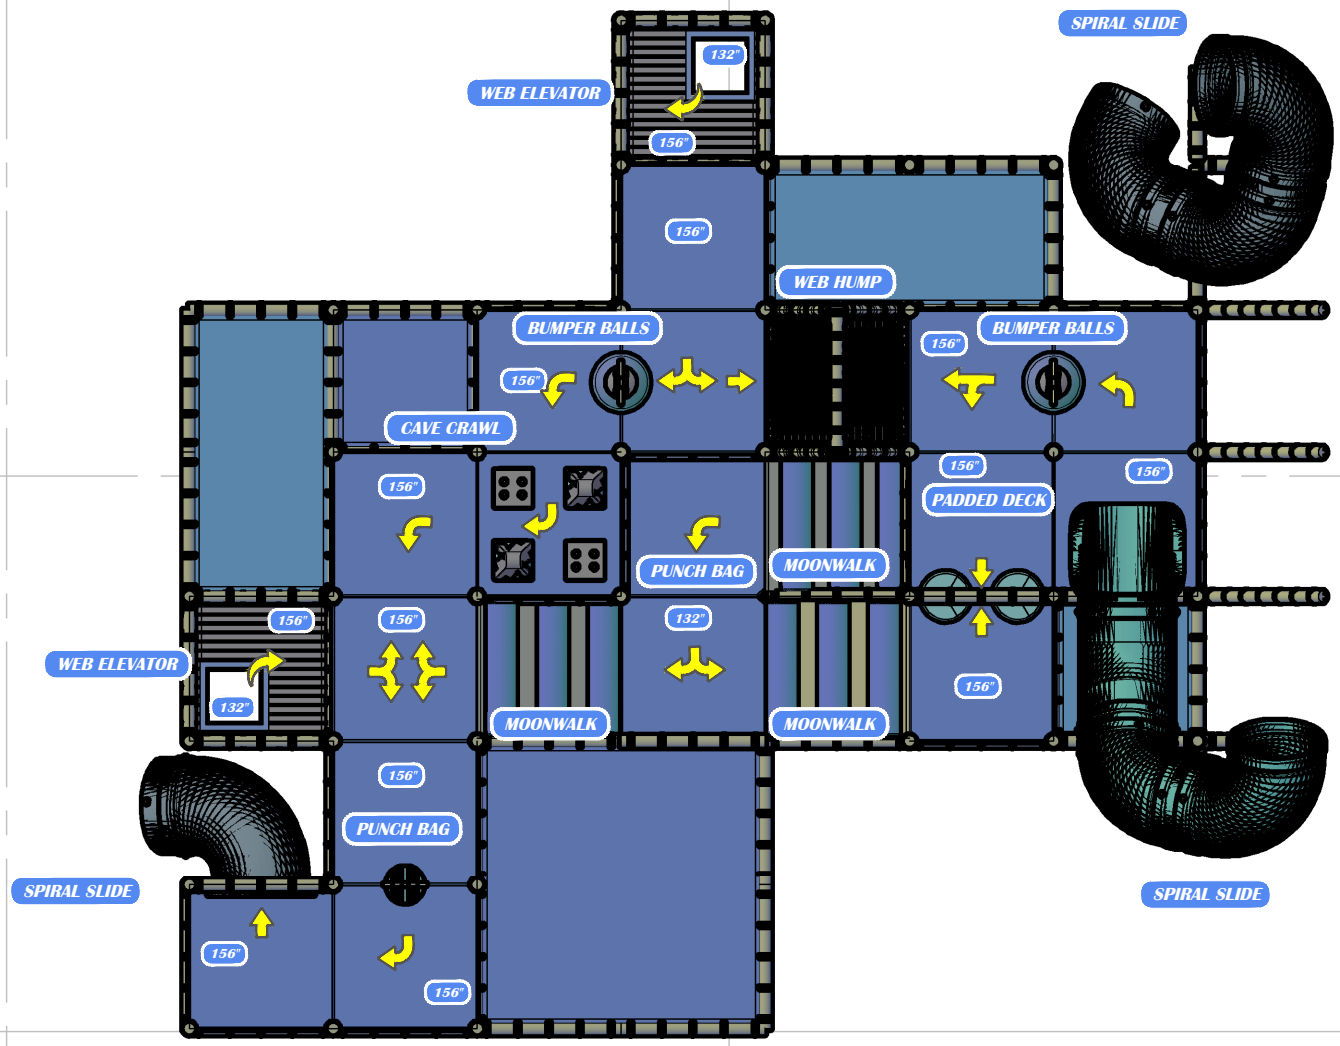 SPIRAL SLIDE
132"
WEB ELEVATOR
156"
156"
WEB HUMP
BUMPER BALLS
BUMPER BALLS
156"
156"
CAVE CRAWL
156"
156"
156"
PADDED DECK
MOONWALK
PUNCH BAG
156"
156"
132"
WEB ELEVATOR
156"
132"
MOONWALK
MOONWALK
156"
PUNCH BAG
SPIRAL SLIDE
SPIRAL SLIDE
156"
156"